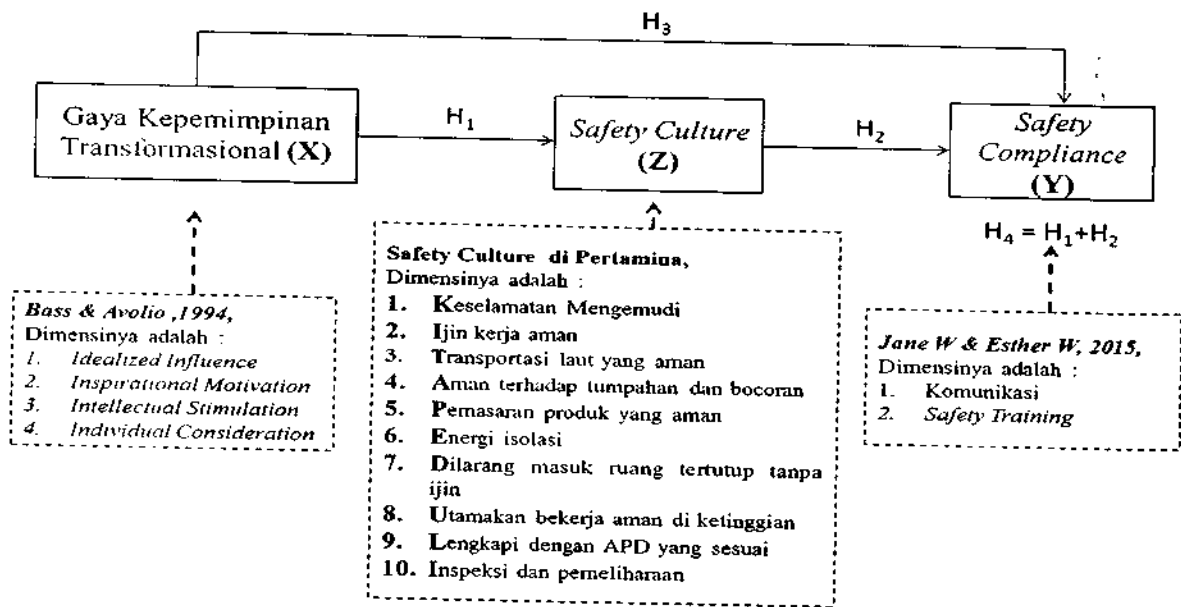 H₃
Gaya Kepemimpinan
Transformasional (X)
H₁
Safety Culture
(Z)
H₂
Safety
Compliance
(Y)
H₄ = H₁+H₂
Bass & Avolio ,1994,
Dimensinya adalah :
1. Idealized Influence
2. Inspirational Motivation
3. Intellectual Stimulation
4. Individual Consideration
Safety Culture di Pertamina,
Dimensinya adalah :
1. Keselamatan Mengemudi
2. Ijin kerja aman
3. Transportasi laut yang aman
4. Aman terhadap tumpahan dan bocoran
5. Pemasaran produk yang aman
6. Energi isolasi
7. Dilarang masuk ruang tertutup tanpa
ijin
8. Utamakan bekerja aman di ketinggian
9. Lengkapi dengan APD yang sesuai
10. Inspeksi dan pemeliharaan
Jane W & Esther W, 2015,
Dimensinya adalah :
1. Komunikasi
2. Safety Training